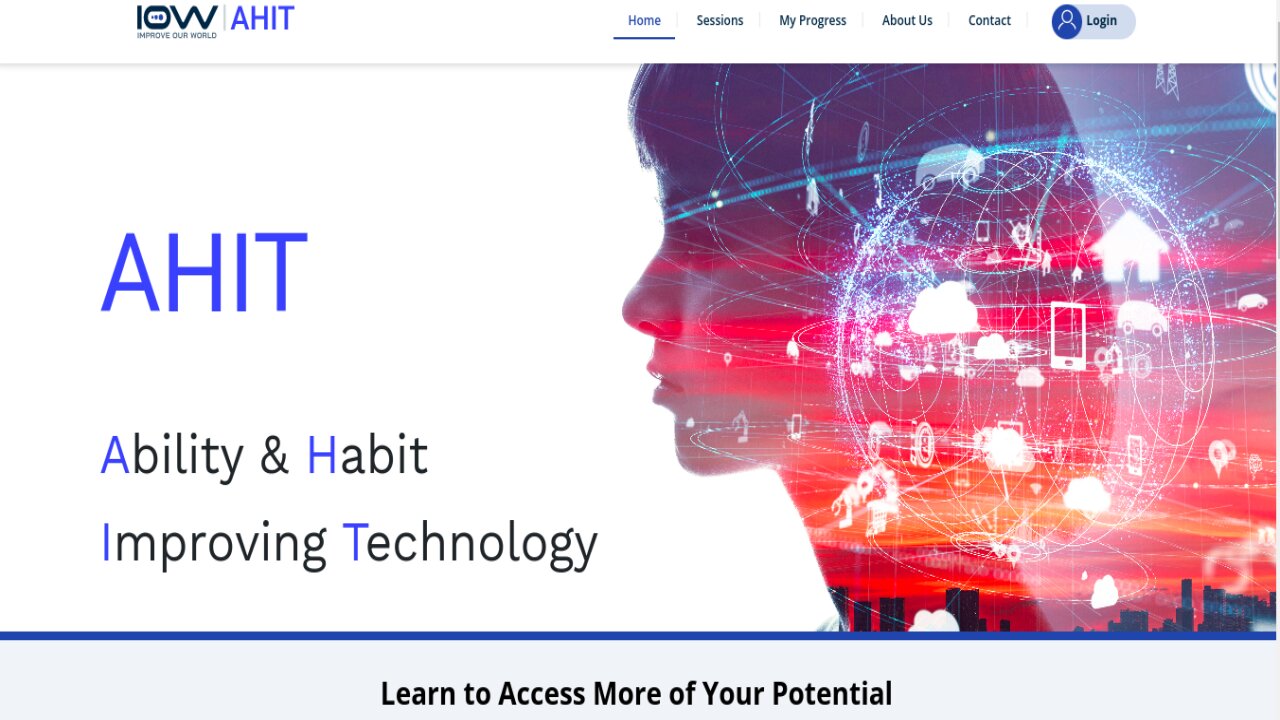 IOW AHIT
IMPROVE OUR WORLD
Home Sessions My Progress About Us Contact Login
AHIT
Ability & Habit
Improving Technology
Learn to Access More of Your Potential